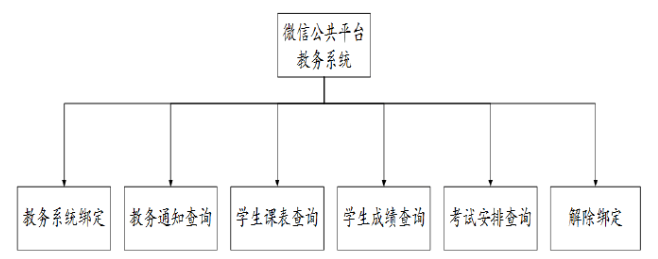 微信公共平台
教务系统
教务系统绑定
教务通知查询
学生课表查询
学生成绩查询
考试安排查询
解除绑定